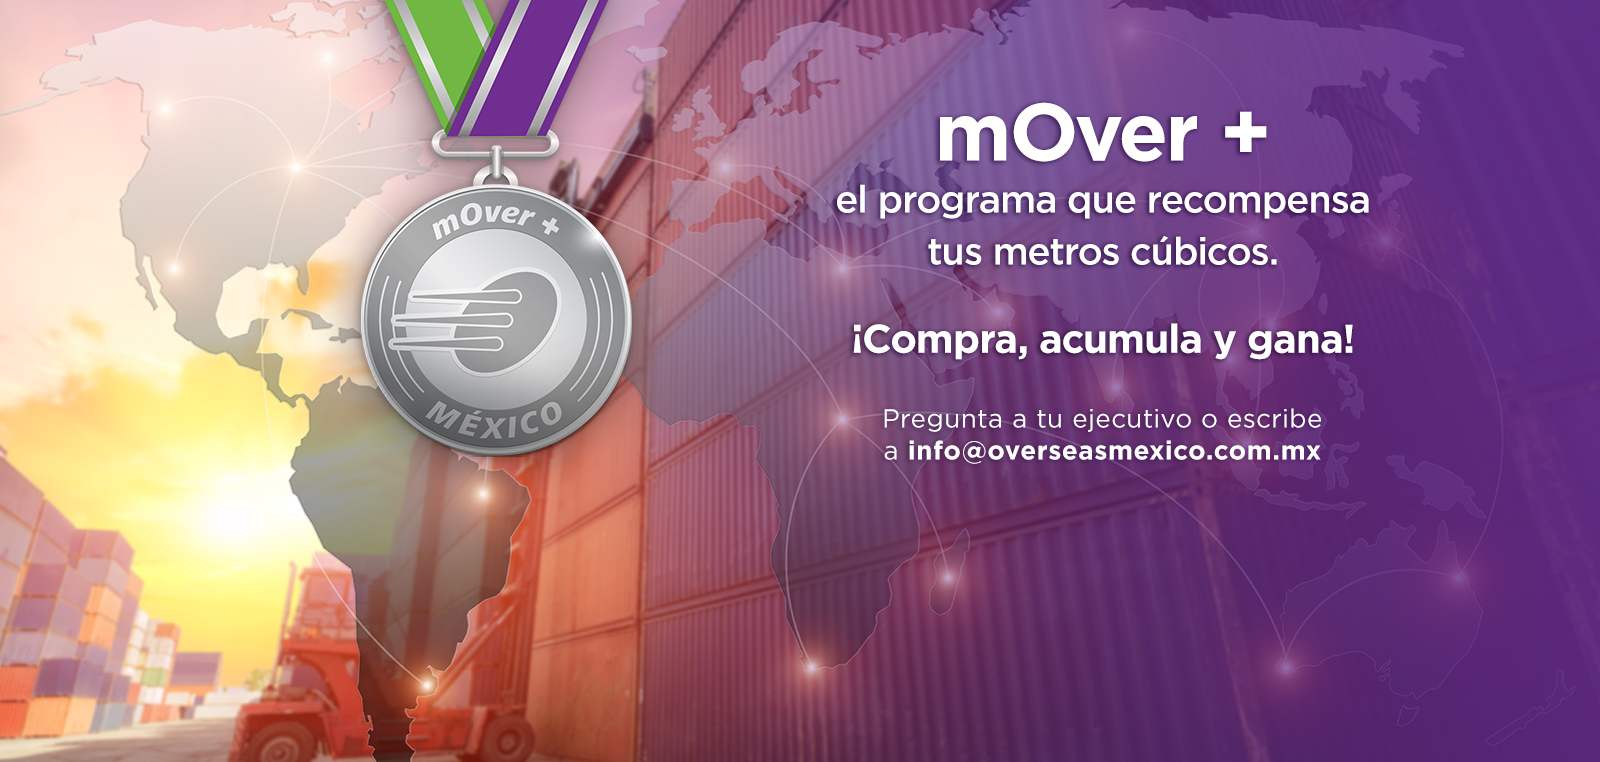 mOver +
MÉXICO
mOver +
el programa que recompensa
tus metros cúbicos.
¡Compra, acumula y gana!
Pregunta a tu ejecutivo o escribe
a info@overseasmexico.com.mx